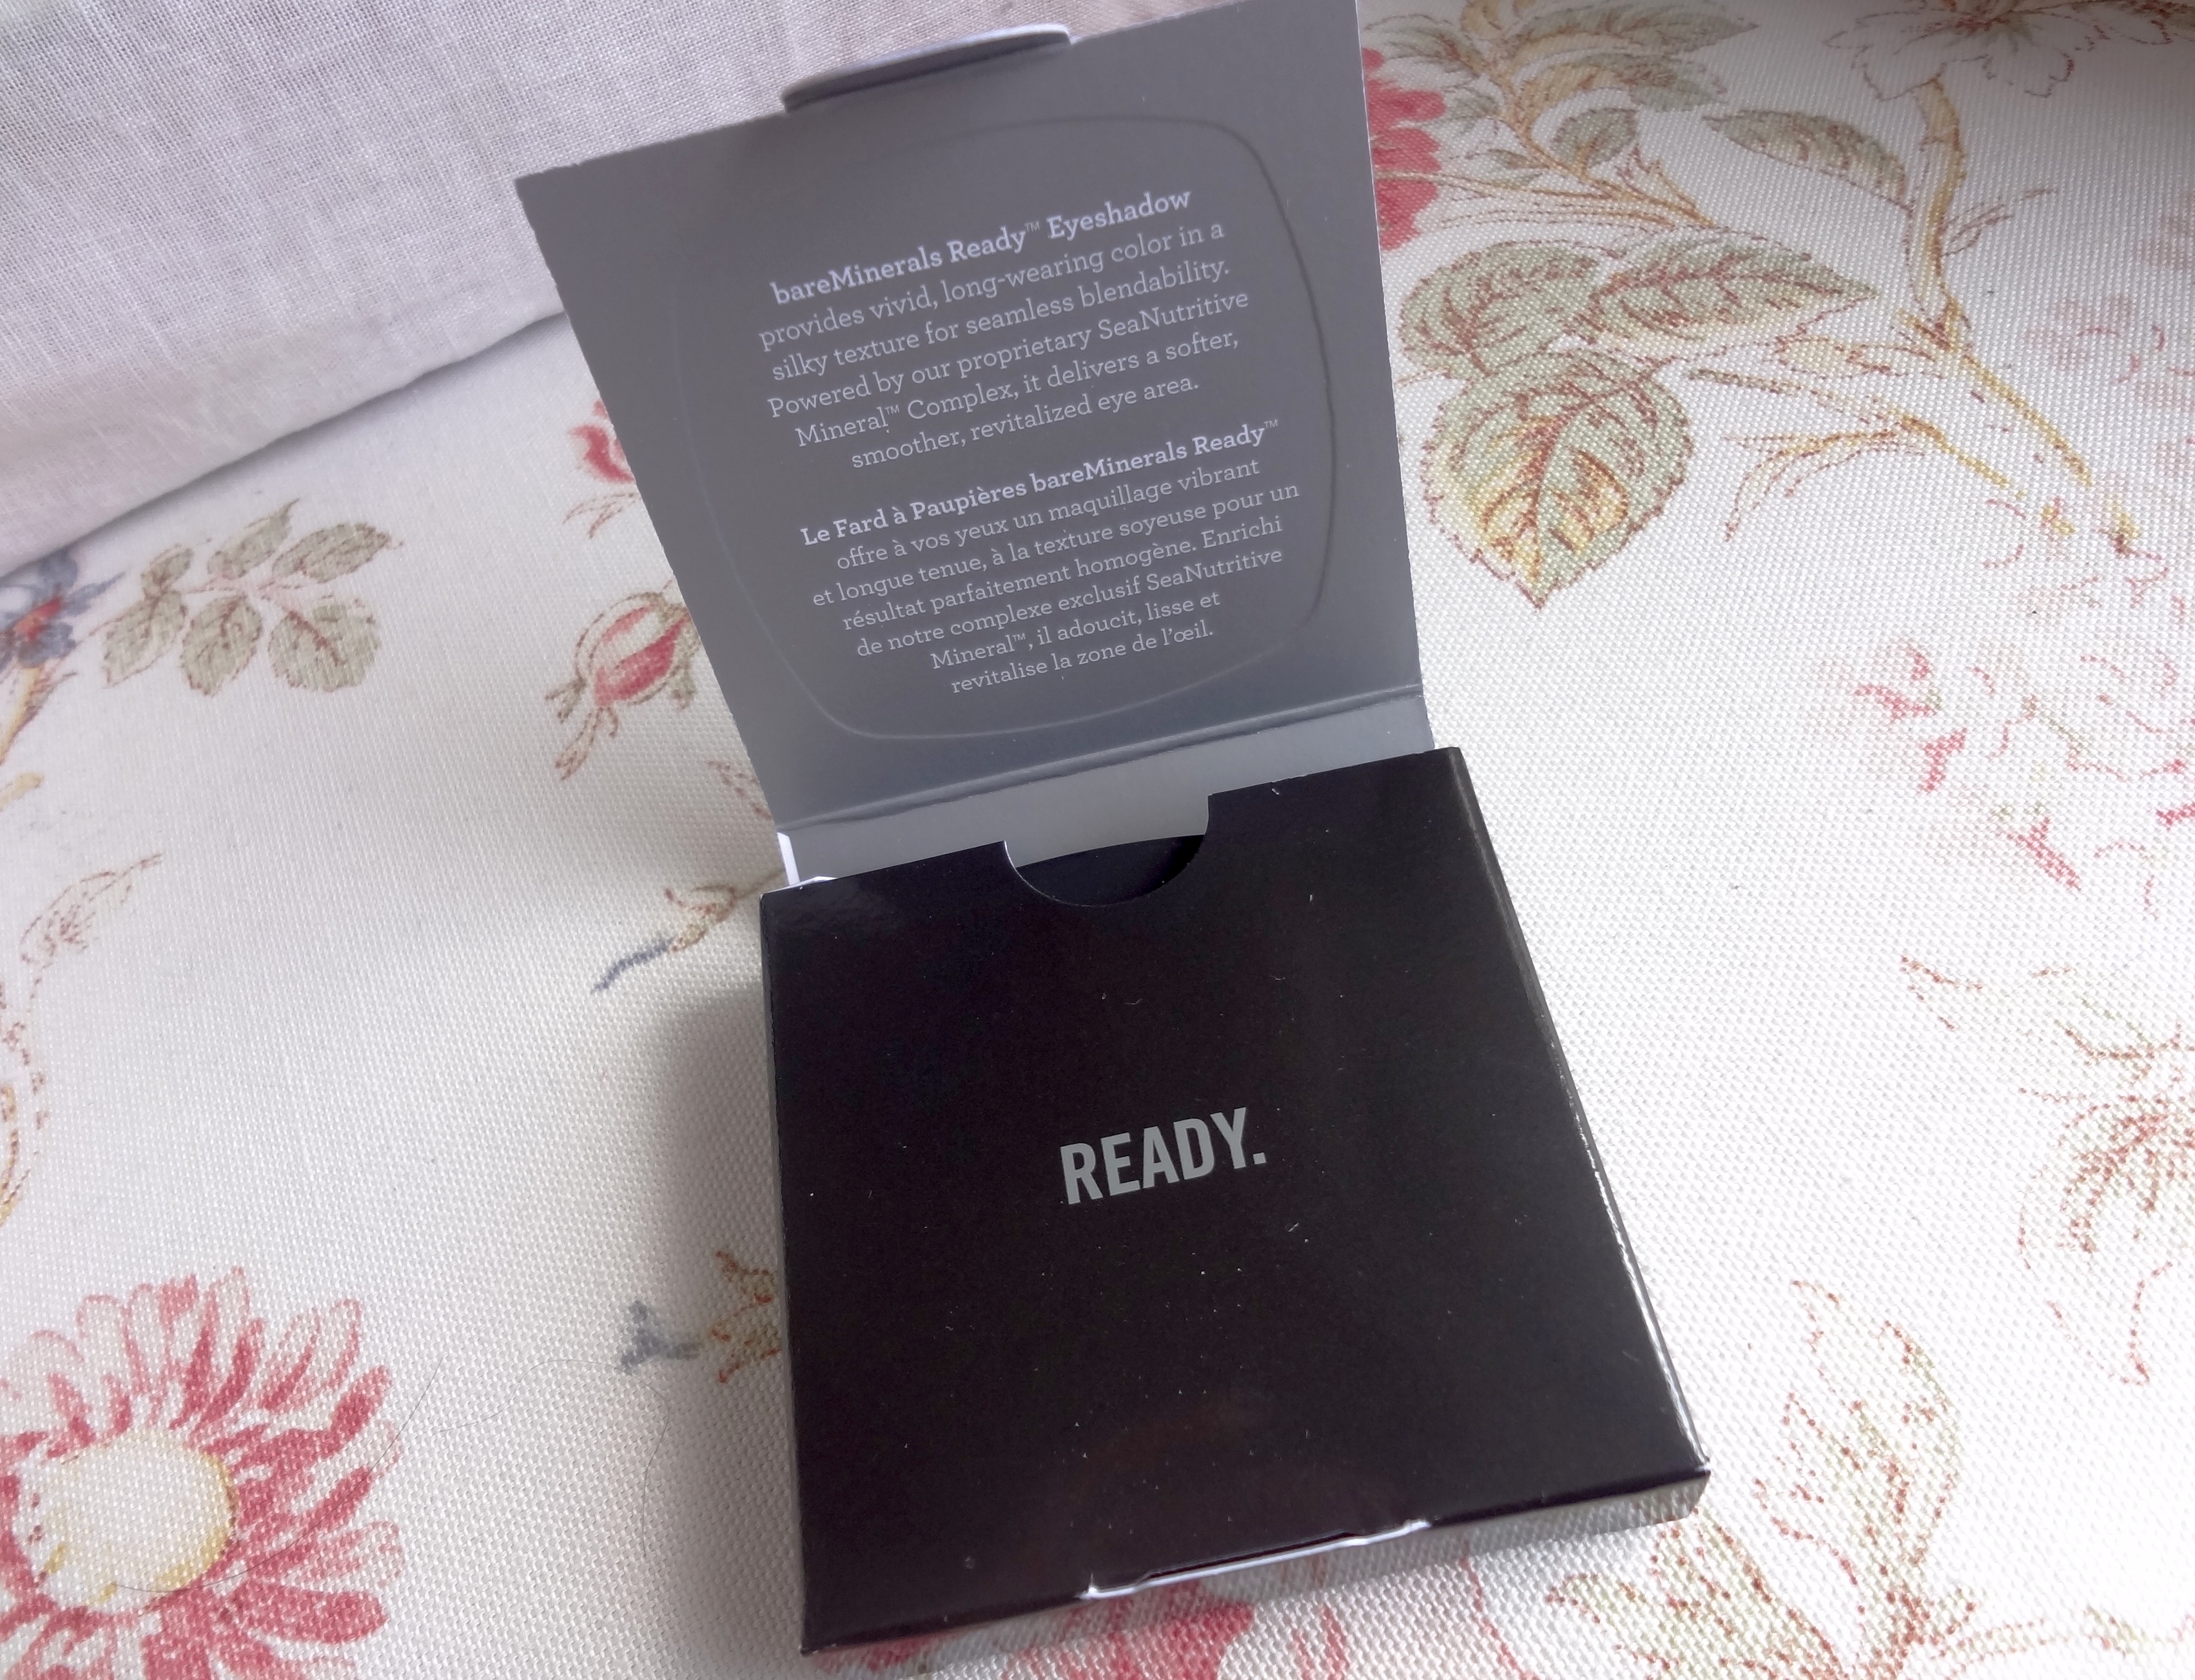 bareMinerals Ready™ Eyeshadow
provides vivid, long-wearing color in a
silky texture for seamless blendability.
Powered by our proprietary SeaNutritive
Mineral™ Complex, it delivers a softer,
smoother, revitalized eye area.
Le Fard à Paupières bareMinerals Ready™
offre à vos yeux un maquillage vibrant
et longue tenue, à la texture soyeuse pour un
résultat parfaitement homogène. Enrichi
de notre complexe exclusif SeaNutritive
Mineral™, il adoucit, lisse et
revitalise la zone de l'œil.
READY.